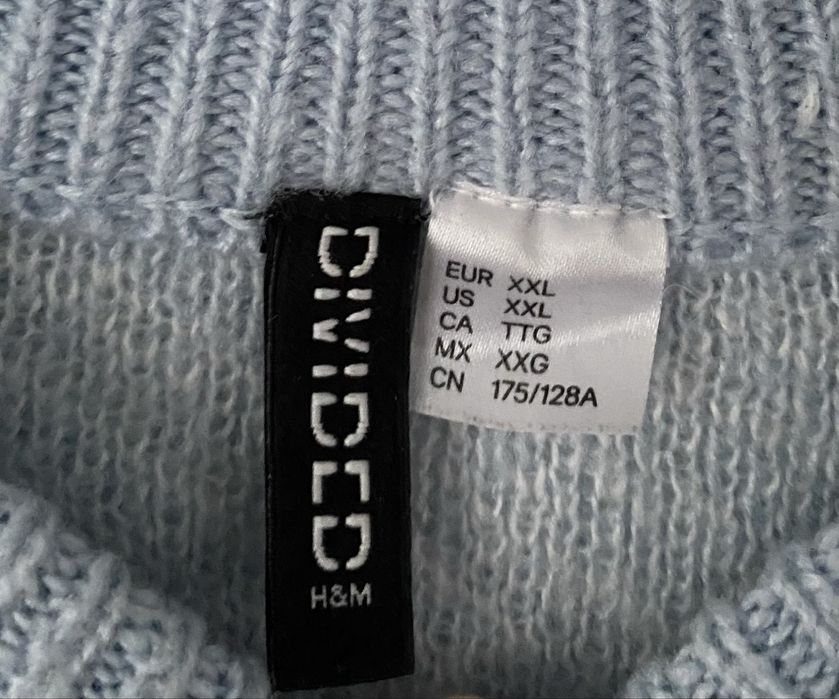 DIVIDED
H&M
EUR XXL
US XXL
CA TTG
MX XXG
CN 175/128A